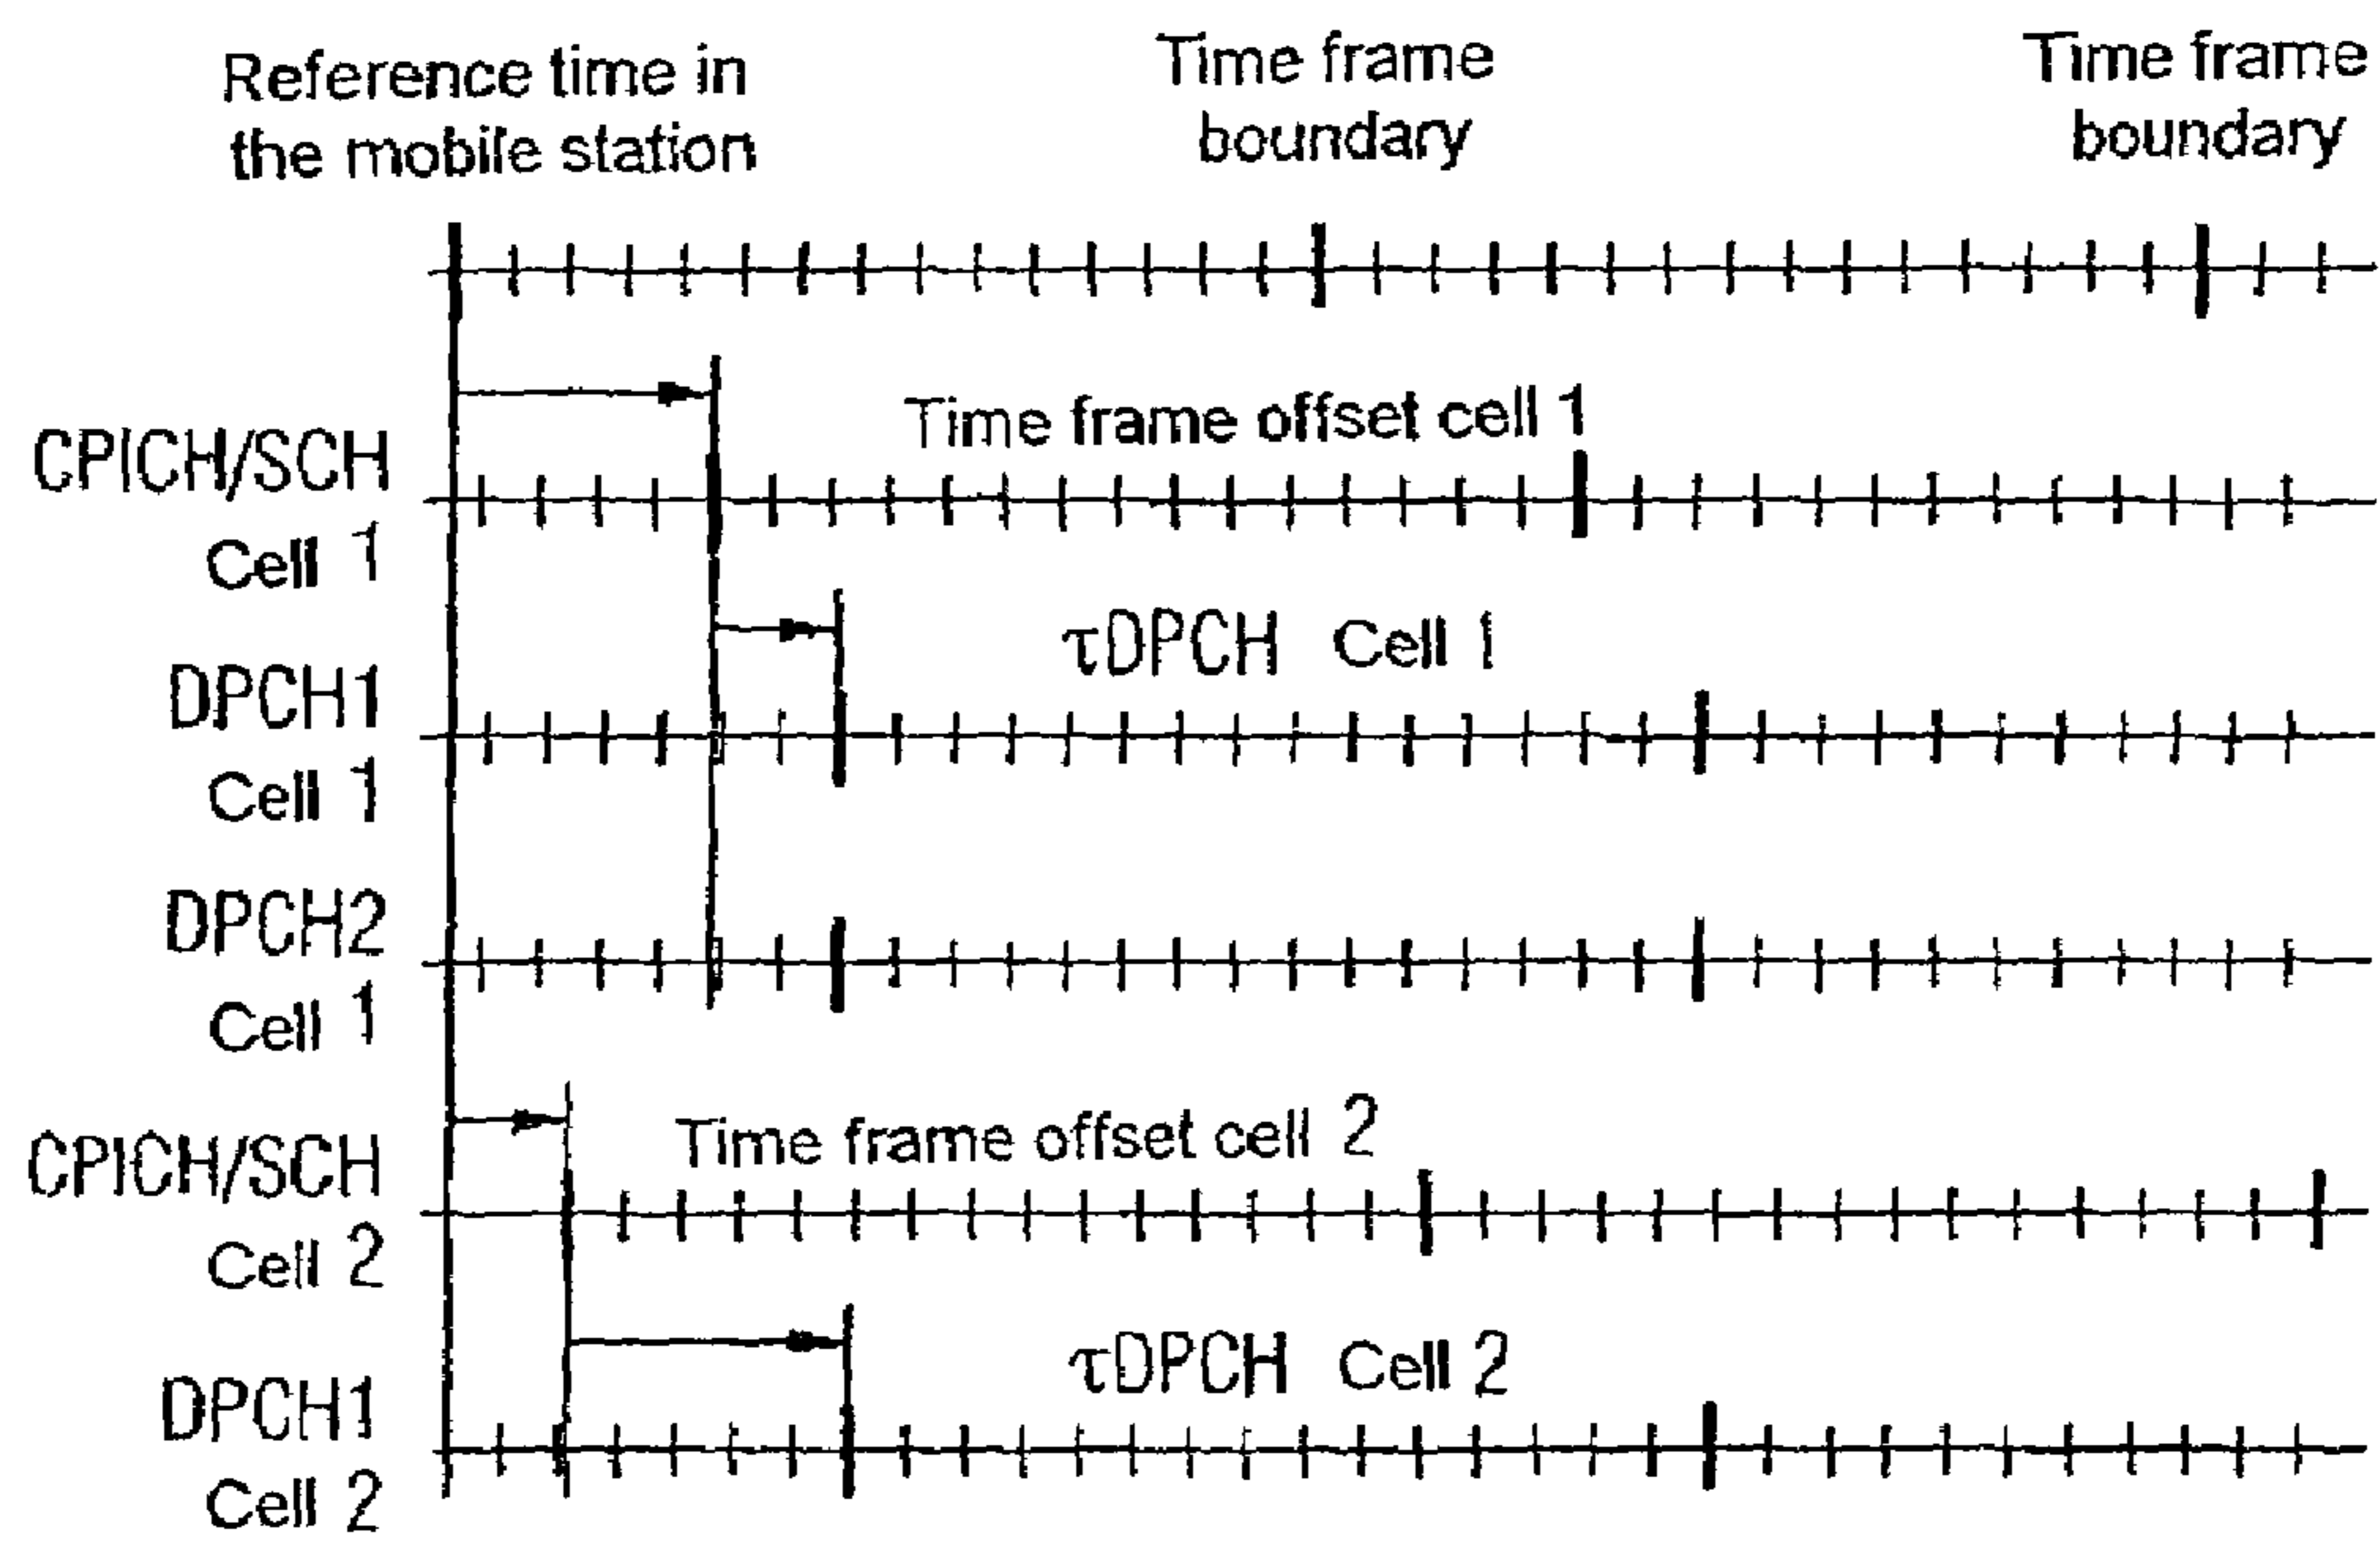 Reference time in
the mobile station
Time frame
boundary
Time frame
boundary
Time frame offset cell 1
CPICH/SCH
Cell 1
τDPCH Cell 1
DPCH1
Cell 1
DPCH2
Cell 1
Time frame offset cell 2
CPICH/SCH
Cell 2
τDPCH Cell 2
DPCH1
Cell 2